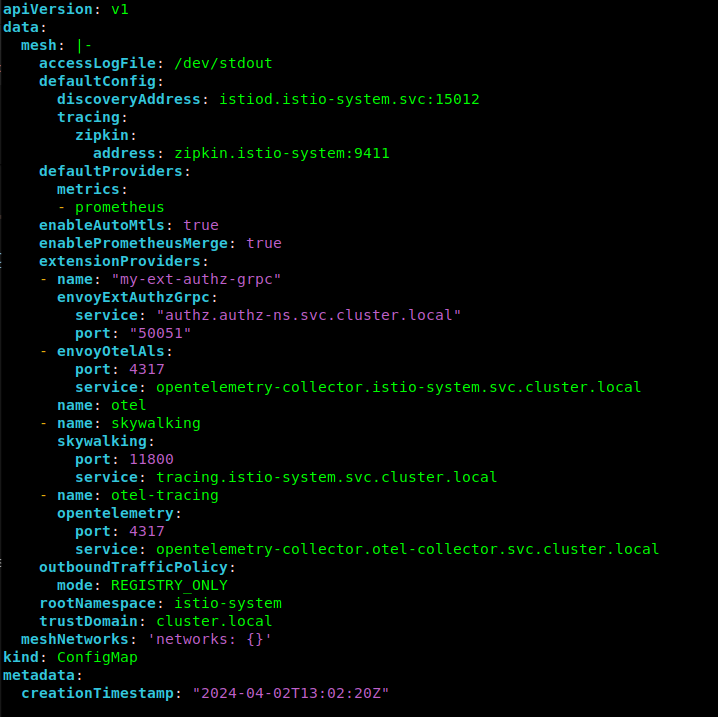 apiVersion: v1
data:
  mesh: |-
    accessLogFile: /dev/stdout
    defaultConfig:
      discoveryAddress: istiod.istio-system.svc:15012
      tracing:
        zipkin:
          address: zipkin.istio-system:9411
    defaultProviders:
      metrics:
      - prometheus
    enableAutoMtls: true
    enablePrometheusMerge: true
    extensionProviders:
    - name: "my-ext-authz-grpc"
      envoyExtAuthzGrpc:
        service: "authz.authz-ns.svc.cluster.local"
        port: "50051"
    - envoyOtelAls:
        port: 4317
        service: opentelemetry-collector.istio-system.svc.cluster.local
      name: otel
    - name: skywalking
      skywalking:
        port: 11800
        service: tracing.istio-system.svc.cluster.local
    - name: otel-tracing
      opentelemetry:
        port: 4317
        service: opentelemetry-collector.otel-collector.svc.cluster.local
    outboundTrafficPolicy:
      mode: REGISTRY_ONLY
    rootNamespace: istio-system
    trustDomain: cluster.local
  meshNetworks: 'networks: {}'
kind: ConfigMap
metadata:
  creationTimestamp: "2024-04-02T13:02:20Z"